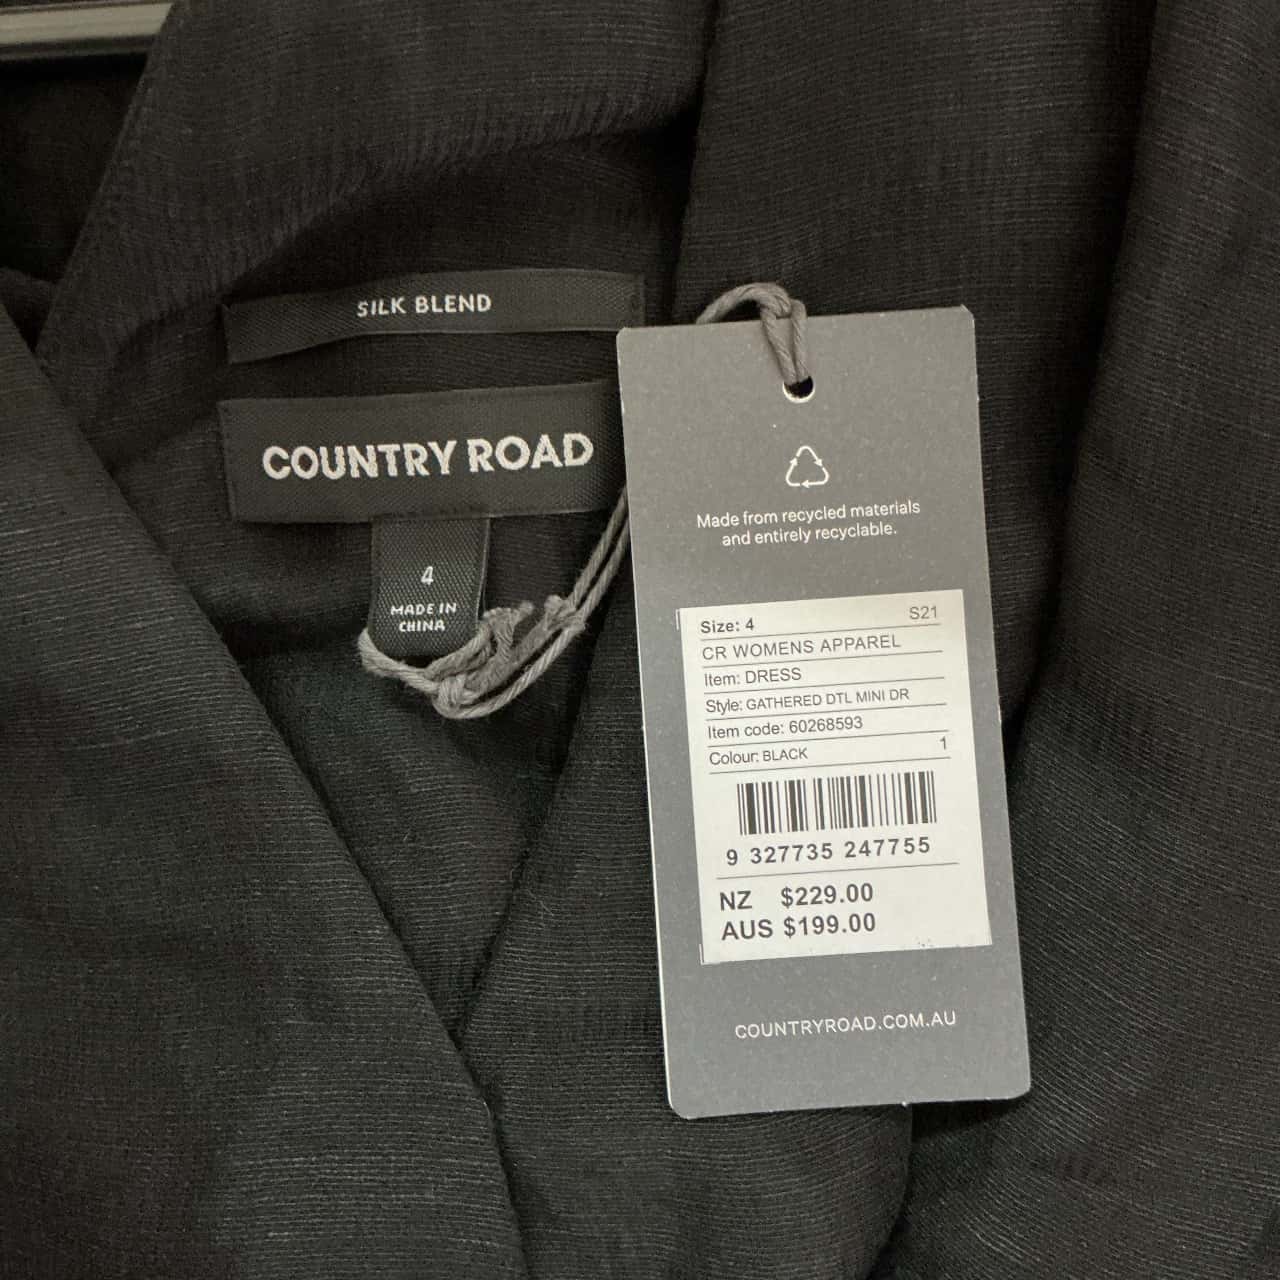 SILK BLEND
COUNTRY ROAD
4
MADE IN
CHINA
Made from recycled materials
and entirely recyclable.
Size: 4 S21
CR WOMENS APPAREL
Item: DRESS
Style: GATHERED DTL MINI DR
Item code: 60268593
Colour: BLACK 1
9 327735 247755
NZ $229.00
AUS $199.00
COUNTRYROAD.COM.AU